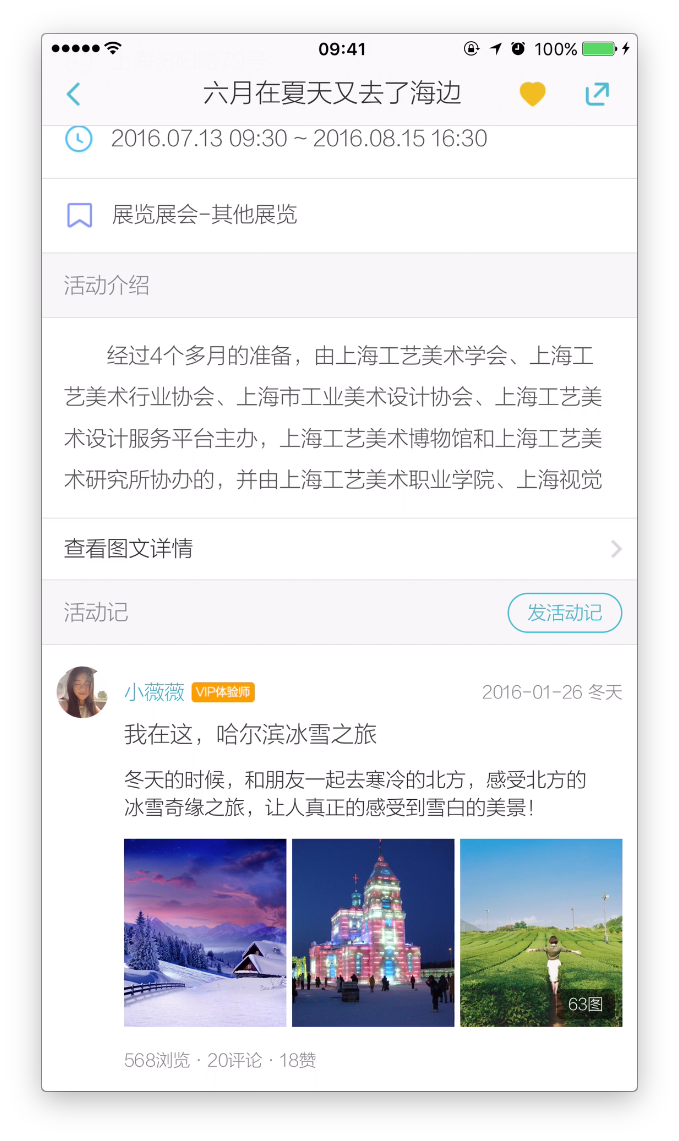 09:41
100%
六月在夏天又去了海边
2016.07.13 09:30 ~ 2016.08.15 16:30
展览展会-其他展览
活动介绍
经过4个多月的准备，由上海工艺美术学会、上海工
艺美术行业协会、上海市工业美术设计协会、上海工艺美
术设计服务平台主办，上海工艺美术博物馆和上海工艺美
术研究所协办的，并由上海工艺美术职业学院、上海视觉
查看图文详情
活动记
发活动记
小薇薇 VIP体验师
2016-01-26 冬天
我在这，哈尔滨冰雪之旅
冬天的时候，和朋友一起去寒冷的北方，感受北方的
冰雪奇缘之旅，让人真正的感受到雪白的美景！
63图
568浏览 · 20评论 · 18赞